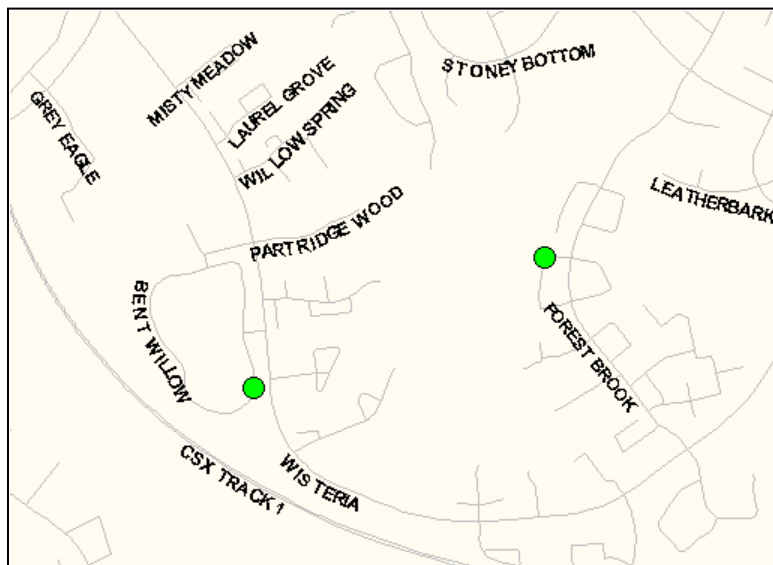 MISTY MEADOW
STONEY BOTTOM
LAUREL GROVE
GREY EAGLE
WILLOW SPRING
LEATHERBARK
PARTRIDGE WOOD
BENT WILLOW
FOREST BROOK
CSX TRACK 1
WISTERIA